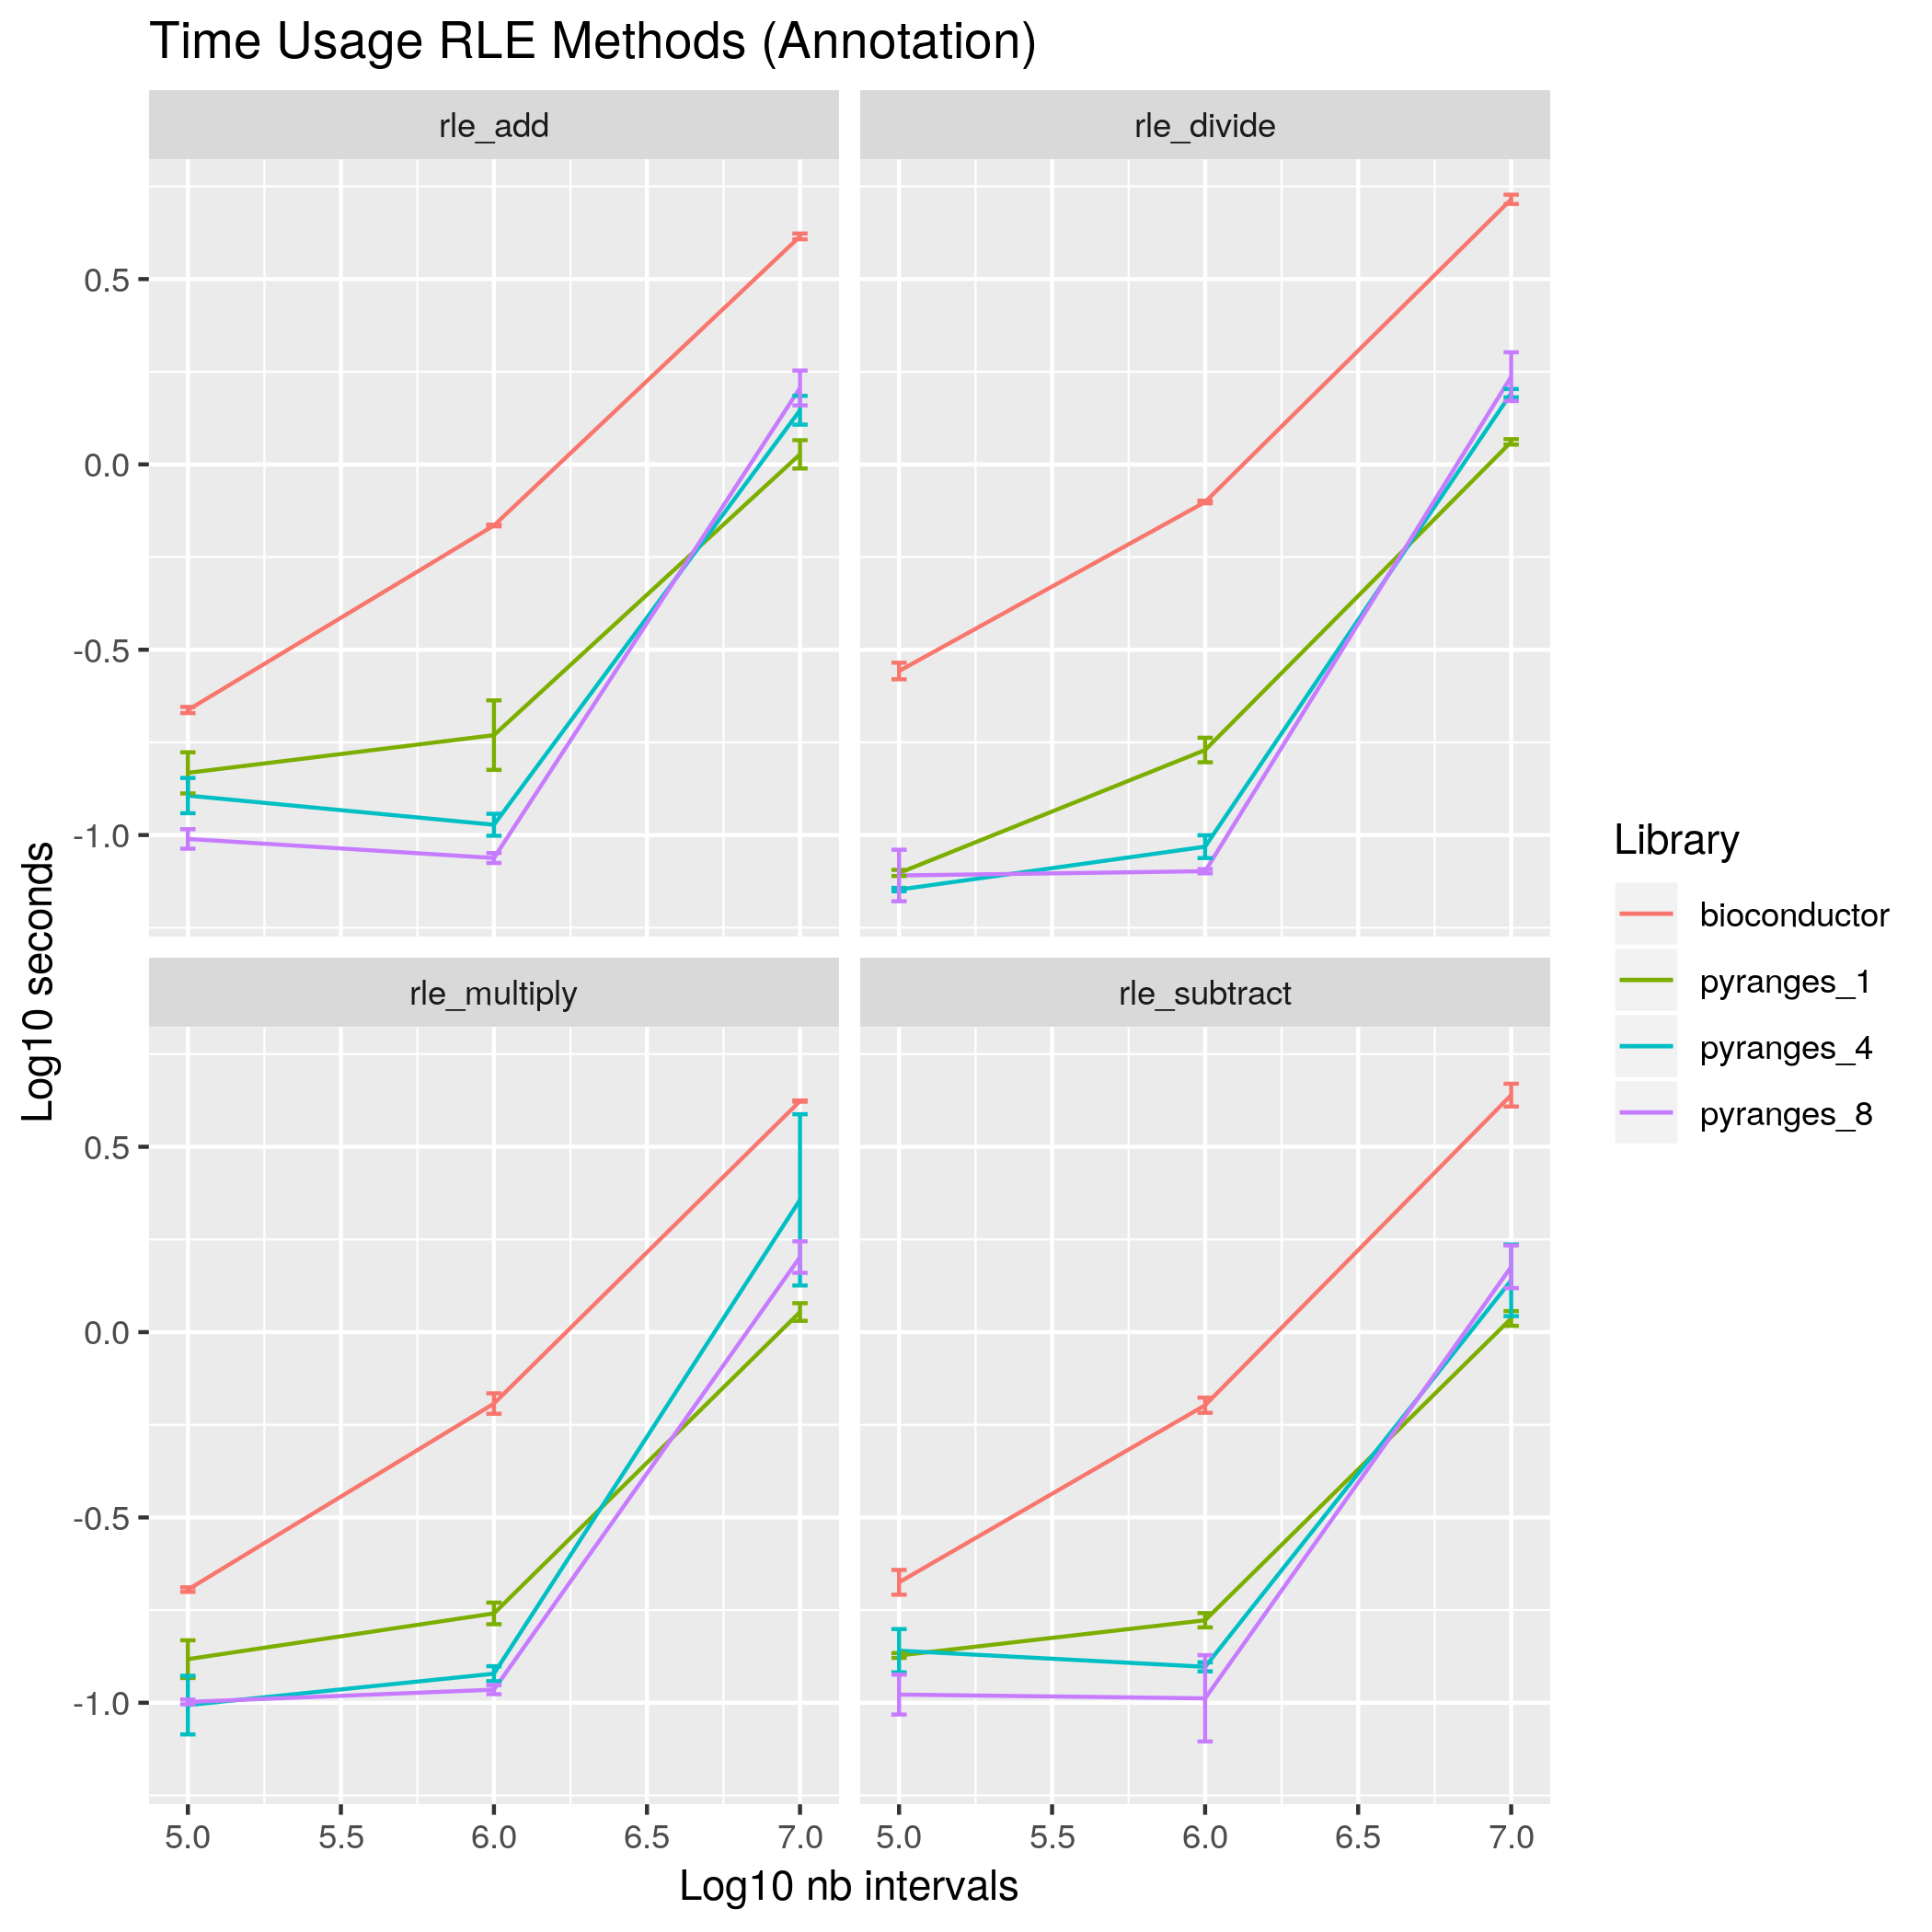 Time Usage RLE Methods (Annotation)
rle_add
rle_divide
0.5
0.0
-0.5
-1.0
rle_multiply
rle_subtract
0.5
0.0
-0.5
-1.0
5.0 5.5 6.0 6.5 7.0
5.0 5.5 6.0 6.5 7.0
Log10 nb intervals
Log10 seconds
Library
bioconductor
pyranges_1
pyranges_4
pyranges_8